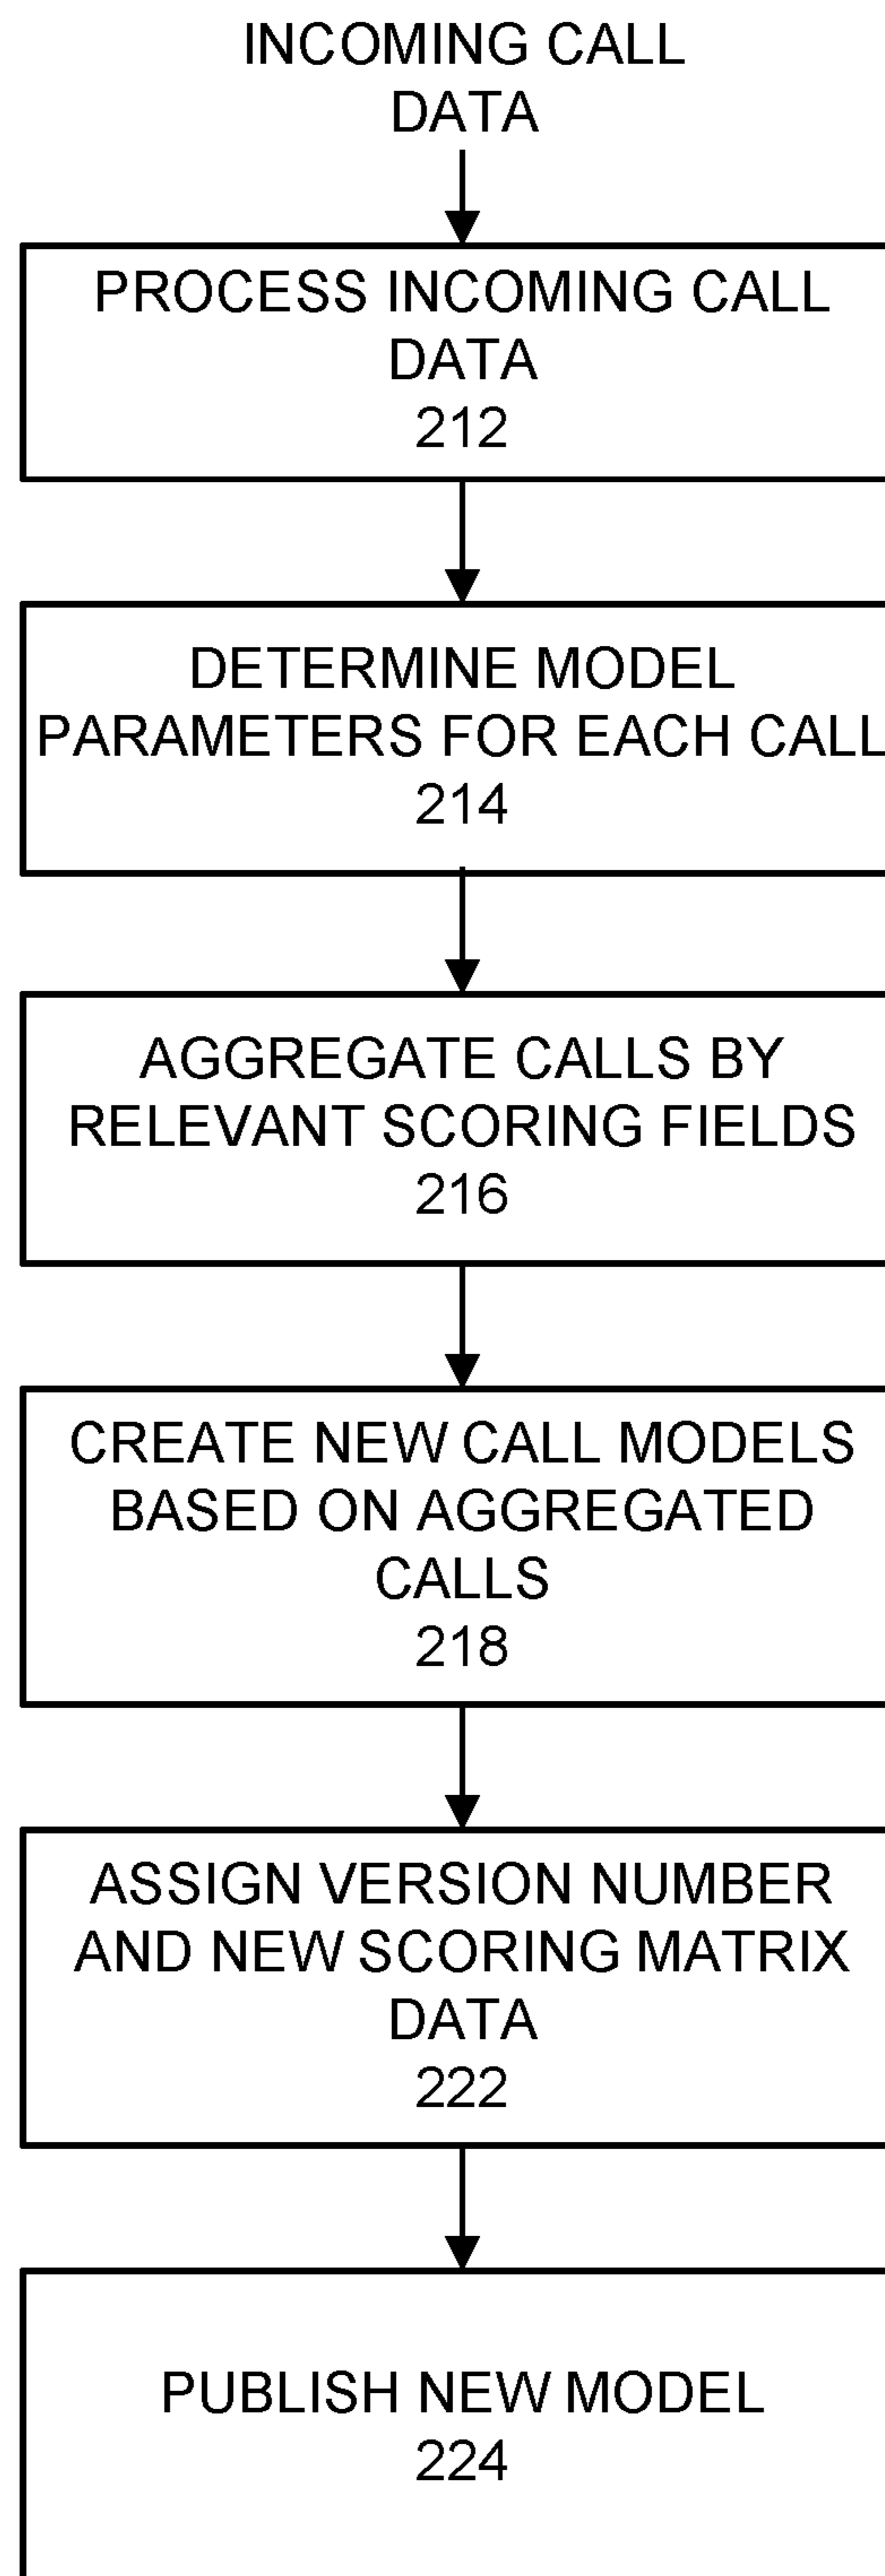 INCOMING CALL
DATA
PROCESS INCOMING CALL
DATA
212
DETERMINE MODEL
PARAMETERS FOR EACH CALL
214
AGGREGATE CALLS BY
RELEVANT SCORING FIELDS
216
CREATE NEW CALL MODELS
BASED ON AGGREGATED
CALLS
218
ASSIGN VERSION NUMBER
AND NEW SCORING MATRIX
DATA
222
PUBLISH NEW MODEL
224